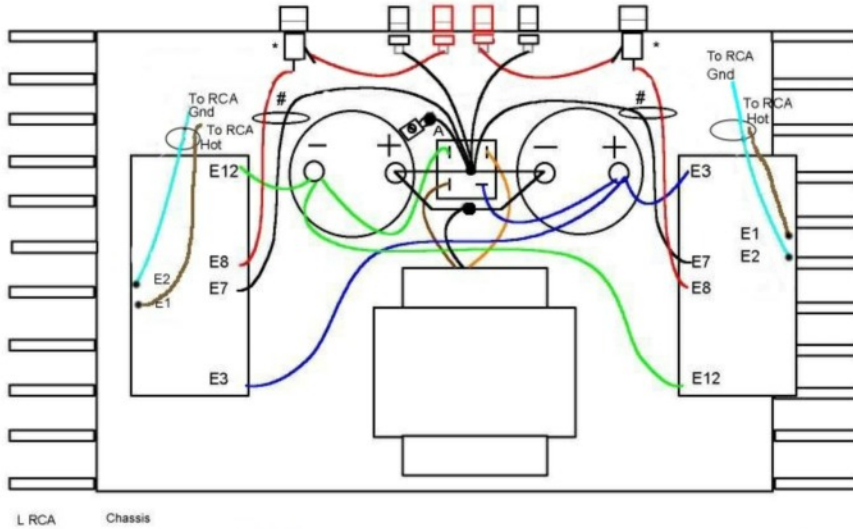 *
*
To RCA
Gnd
To RCA
Hot
#
#
To RCA
Gnd
To RCA
Hot
A
−
+
−
+
E12
E3
E1
E2
E8
E7
E7
E8
E2
E1
E3
E12
L RCA
Chassis